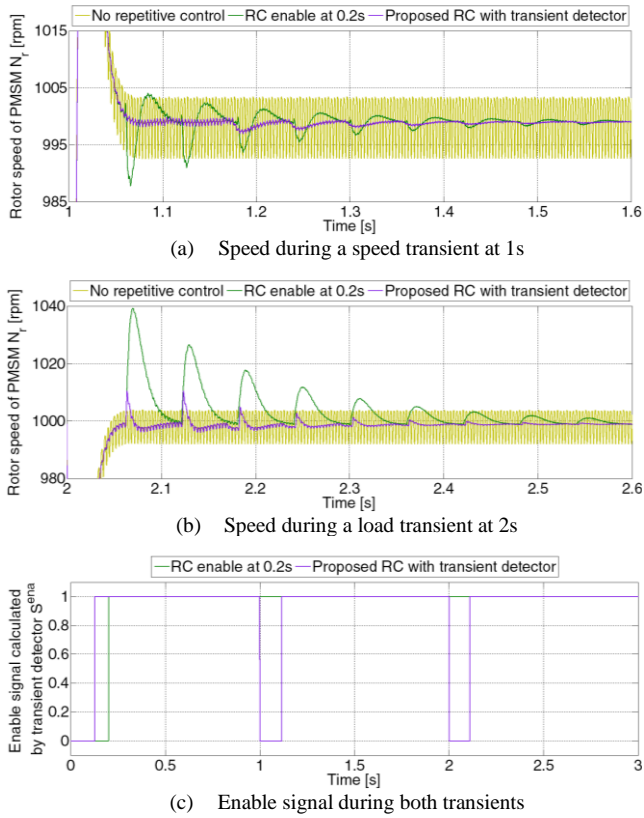 No repetitive control RC enable at 0.2s Proposed RC with transient detector
Rotor speed of PMSM Nr [rpm]
1015
1005
995
985
1 1.1 1.2 1.3 1.4 1.5 1.6
Time [s]
(a) Speed during a speed transient at 1s
No repetitive control RC enable at 0.2s Proposed RC with transient detector
Rotor speed of PMSM Nr [rpm]
1040
1020
1000
980
2 2.1 2.2 2.3 2.4 2.5 2.6
Time [s]
(b) Speed during a load transient at 2s
RC enable at 0.2s Proposed RC with transient detector
Enable signal calculated
by transient detector S^ena
1
0.8
0.6
0.4
0.2
0
0 0.5 1 1.5 2 2.5 3
Time [s]
(c) Enable signal during both transients